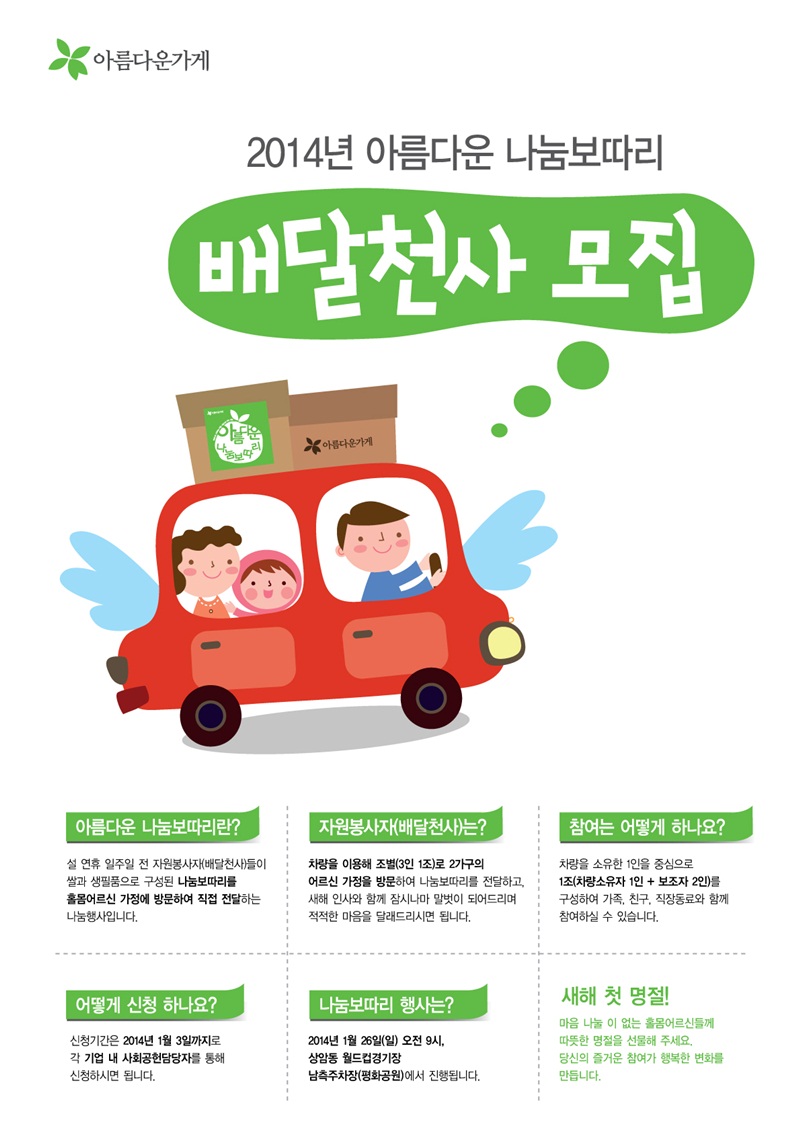 아름다운가게
2014년 아름다운 나눔보따리
배달천사 모집
아름다운
나눔보따리
아름다운가게
아름다운 나눔보따리란?
설 연휴 일주일 전 자원봉사자(배달천사)들이
쌀과 생필품으로 구성된 나눔보따리를
홀몸어르신 가정에 방문하여 직접 전달하는
나눔행사입니다.
자원봉사자(배달천사)는?
차량을 이용해 조별(3인 1조)로 2가구의
어르신 가정을 방문하여 나눔보따리를 전달하고,
새해 인사와 함께 잠시나마 말벗이 되어드리며
적적한 마음을 달래드리시면 됩니다.
참여는 어떻게 하나요?
차량을 소유한 1인을 중심으로
1조(차량소유자 1인 + 보조자 2인)를
구성하여 가족, 친구, 직장동료와 함께
참여하실 수 있습니다.
어떻게 신청 하나요?
신청기간은 2014년 1월 3일까지로
각 기업 내 사회공헌담당자를 통해
신청하시면 됩니다.
나눔보따리 행사는?
2014년 1월 26일(일) 오전 9시,
상암동 월드컵경기장
남측주차장(평화공원)에서 진행됩니다.
새해 첫 명절!
마음 나눌 이 없는 홀몸어르신들께
따뜻한 명절을 선물해 주세요.
당신의 즐거운 참여가 행복한 변화를
만듭니다.